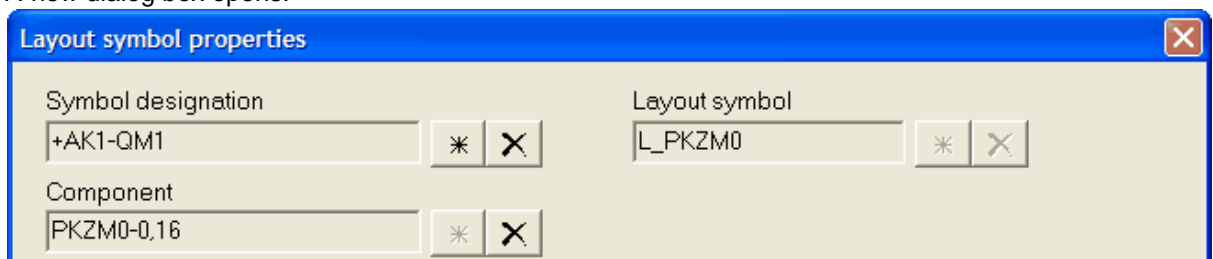 A new dialog box opens.
Layout symbol properties
Symbol designation
Layout symbol
+AK1-QM1
L_PKZM0
Component
PKZM0-0,16